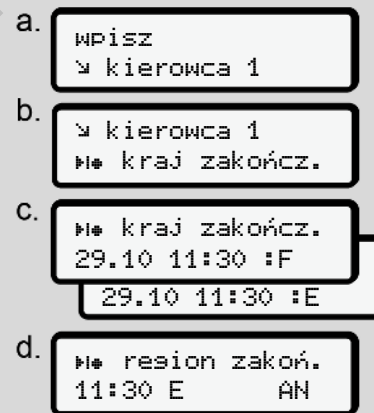 a.
wpisz
↘ kierowca 1
b.
↘ kierowca 1
▶I● kraj zakończ.
c.
▶I● kraj zakończ.
29.10 11:30 :F
29.10 11:30 :E
d.
▶I● region zakoń.
11:30 E AN